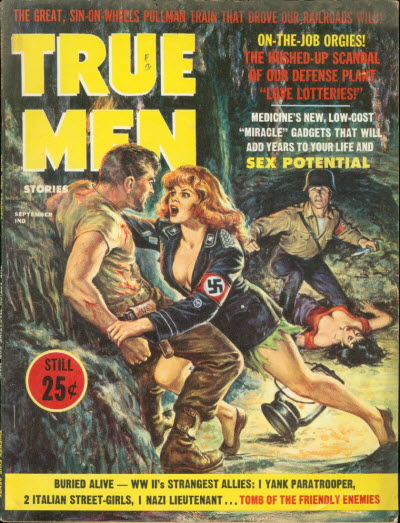 THE GREAT, SIN-ON-WHEELS PULLMAN TRAIN THAT DROVE OUR RAILROADS WILD!
TRUE
MEN
STORIES
SEPTEMBER
IND
ON-THE-JOB ORGIES!
THE HUSHED-UP SCANDAL
OF OUR DEFENSE PLANT
"LOVE LOTTERIES!"
MEDICINE'S NEW, LOW-COST
"MIRACLE" GADGETS THAT WILL
ADD YEARS TO YOUR LIFE AND
SEX POTENTIAL
STILL
25¢
BURIED ALIVE — WW II's STRANGEST ALLIES: 1 YANK PARATROOPER,
2 ITALIAN STREET-GIRLS, 1 NAZI LIEUTENANT... TOMB OF THE FRIENDLY ENEMIES